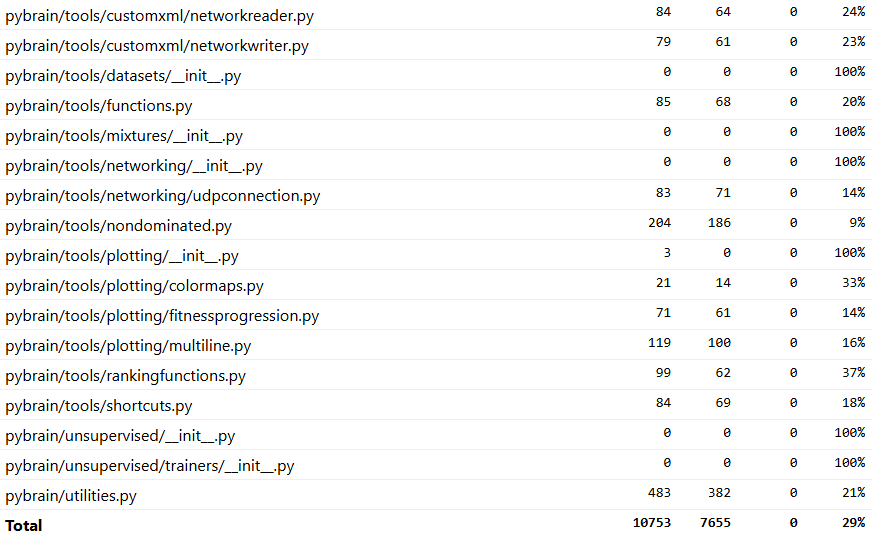 pybrain/tools/customxml/networkreader.py 84 64 0 24%
pybrain/tools/customxml/networkwriter.py 79 61 0 23%
pybrain/tools/datasets/__init__.py 0 0 0 100%
pybrain/tools/functions.py 85 68 0 20%
pybrain/tools/mixtures/__init__.py 0 0 0 100%
pybrain/tools/networking/__init__.py 0 0 0 100%
pybrain/tools/networking/udpconnection.py 83 71 0 14%
pybrain/tools/nondominated.py 204 186 0 9%
pybrain/tools/plotting/__init__.py 3 0 0 100%
pybrain/tools/plotting/colormaps.py 21 14 0 33%
pybrain/tools/plotting/fitnessprogression.py 71 61 0 14%
pybrain/tools/plotting/multiline.py 119 100 0 16%
pybrain/tools/rankingfunctions.py 99 62 0 37%
pybrain/tools/shortcuts.py 84 69 0 18%
pybrain/unsupervised/__init__.py 0 0 0 100%
pybrain/unsupervised/trainers/__init__.py 0 0 0 100%
pybrain/utilities.py 483 382 0 21%
Total 10753 7655 0 29%